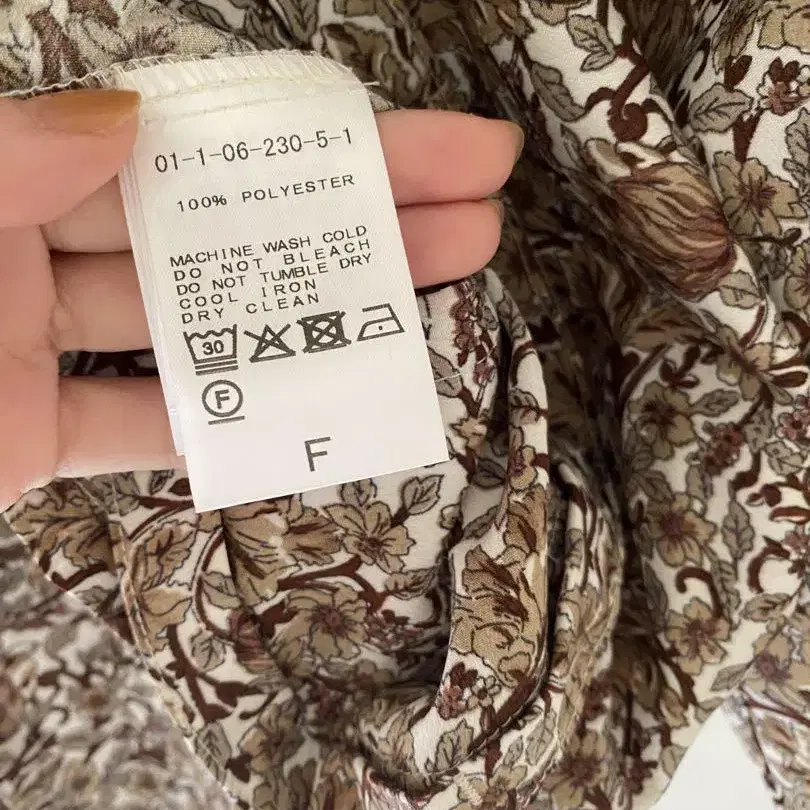 01-1-06-230-5-1
100% POLYESTER
MACHINE WASH COLD
DO NOT BLEACH
DO NOT TUMBLE DRY
COOL IRON
DRY CLEAN
30
F
F